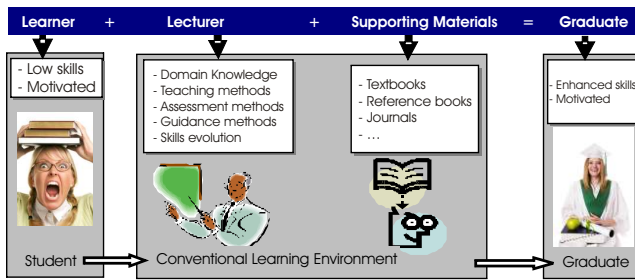 Learner + Lecturer + Supporting Materials = Graduate
- Low skills
- Motivated
- Domain Knowledge
- Teaching methods
- Assessment methods
- Guidance methods
- Skills evolution
- Textbooks
- Reference books
- Journals
- ...
- Enhanced skills
- Motivated
Student
Conventional Learning Environment
Graduate